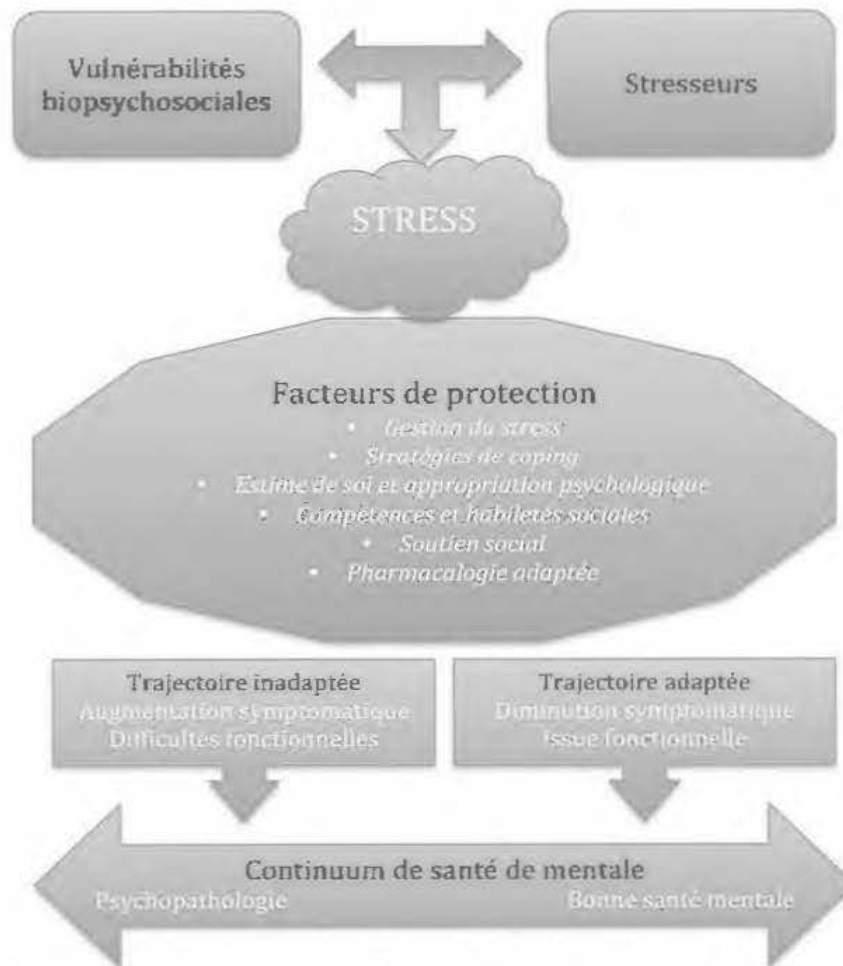 Vulnérabilités
biopsychosociales
Stresseurs
STRESS
Facteurs de protection
• Gestion du stress
• Stratégies de coping
• Estime de soi et appropriation psychologique
• Compétences et habiletés sociales
• Soutien social
• Pharmacalogie adaptée
Trajectoire inadaptée
Augmentation symptomatique
Difficultés fonctionnelles
Trajectoire adaptée
Diminution symptomatique
Issue fonctionnelle
Continuum de santé de mentale
Psychopathologie
Bonne santé mentale